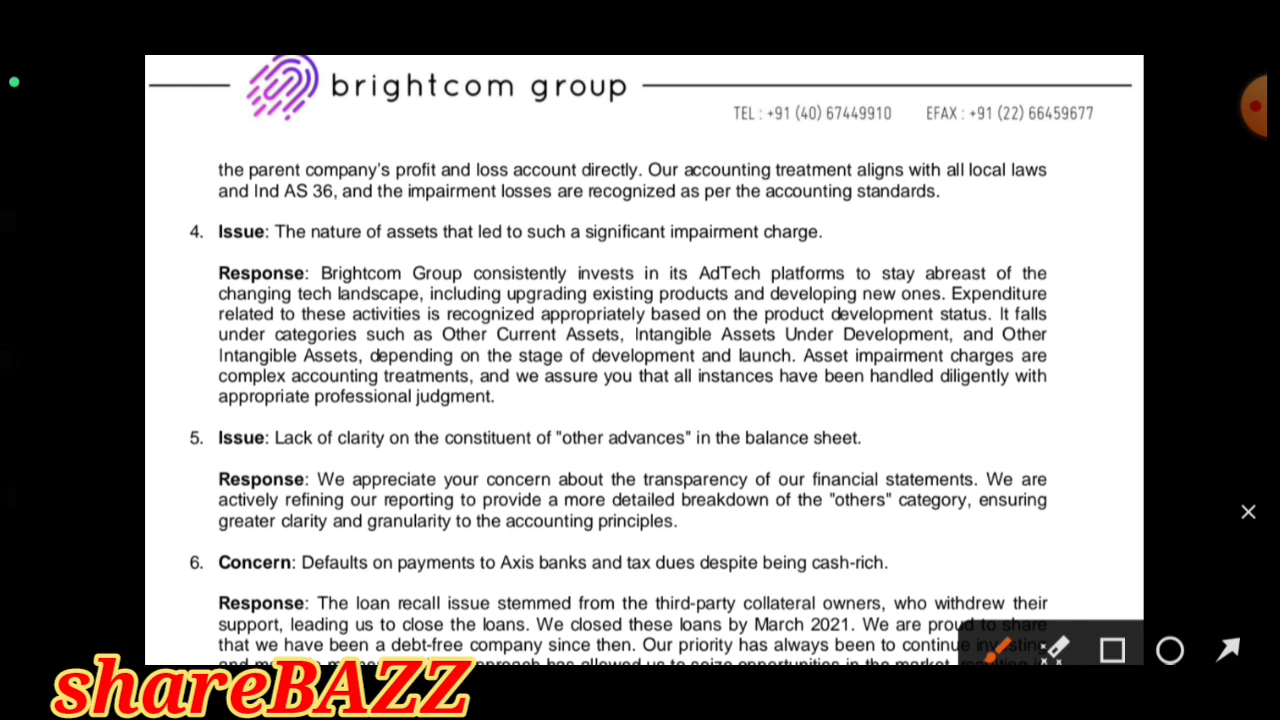 brightcom group
TEL : +91 (40) 67449910 EFAX : +91 (22) 66459677
the parent company's profit and loss account directly. Our accounting treatment aligns with all local laws
and Ind AS 36, and the impairment losses are recognized as per the accounting standards.
4. Issue: The nature of assets that led to such a significant impairment charge.
Response: Brightcom Group consistently invests in its AdTech platforms to stay abreast of the
changing tech landscape, including upgrading existing products and developing new ones. Expenditure
related to these activities is recognized appropriately based on the product development status. It falls
under categories such as Other Current Assets, Intangible Assets Under Development, and Other
Intangible Assets, depending on the stage of development and launch. Asset impairment charges are
complex accounting treatments, and we assure you that all instances have been handled diligently with
appropriate professional judgment.
5. Issue: Lack of clarity on the constituent of "other advances" in the balance sheet.
Response: We appreciate your concern about the transparency of our financial statements. We are
actively refining our reporting to provide a more detailed breakdown of the "others" category, ensuring
greater clarity and granularity to the accounting principles.
6. Concern: Defaults on payments to Axis banks and tax dues despite being cash-rich.
Response: The loan recall issue stemmed from the third-party collateral owners, who withdrew their
support, leading us to close the loans. We closed these loans by March 2021. We are proud to share
that we have been a debt-free company since then. Our priority has always been to continue investing
has allowed us to seize opportunities in the market,
shareBAZZ